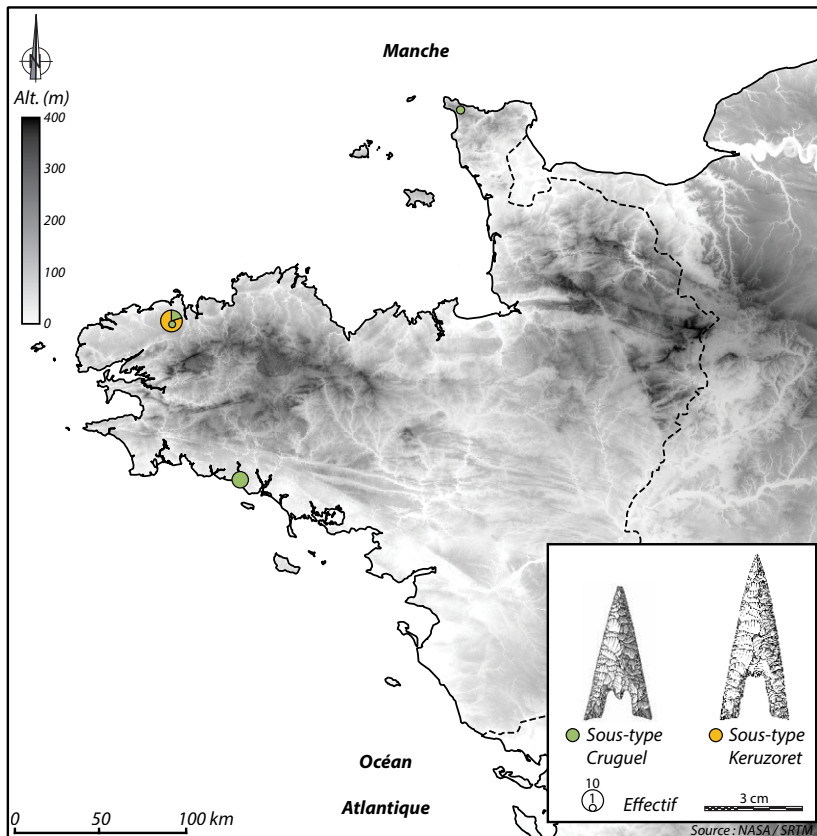 Manche
N
Alt. (m)
400
300
200
100
0
Océan
Atlantique
0 50 100 km
Sous-type Cruguel
Sous-type Keruzoret
10
1
Effectif
3 cm
Source : NASA / SRTM